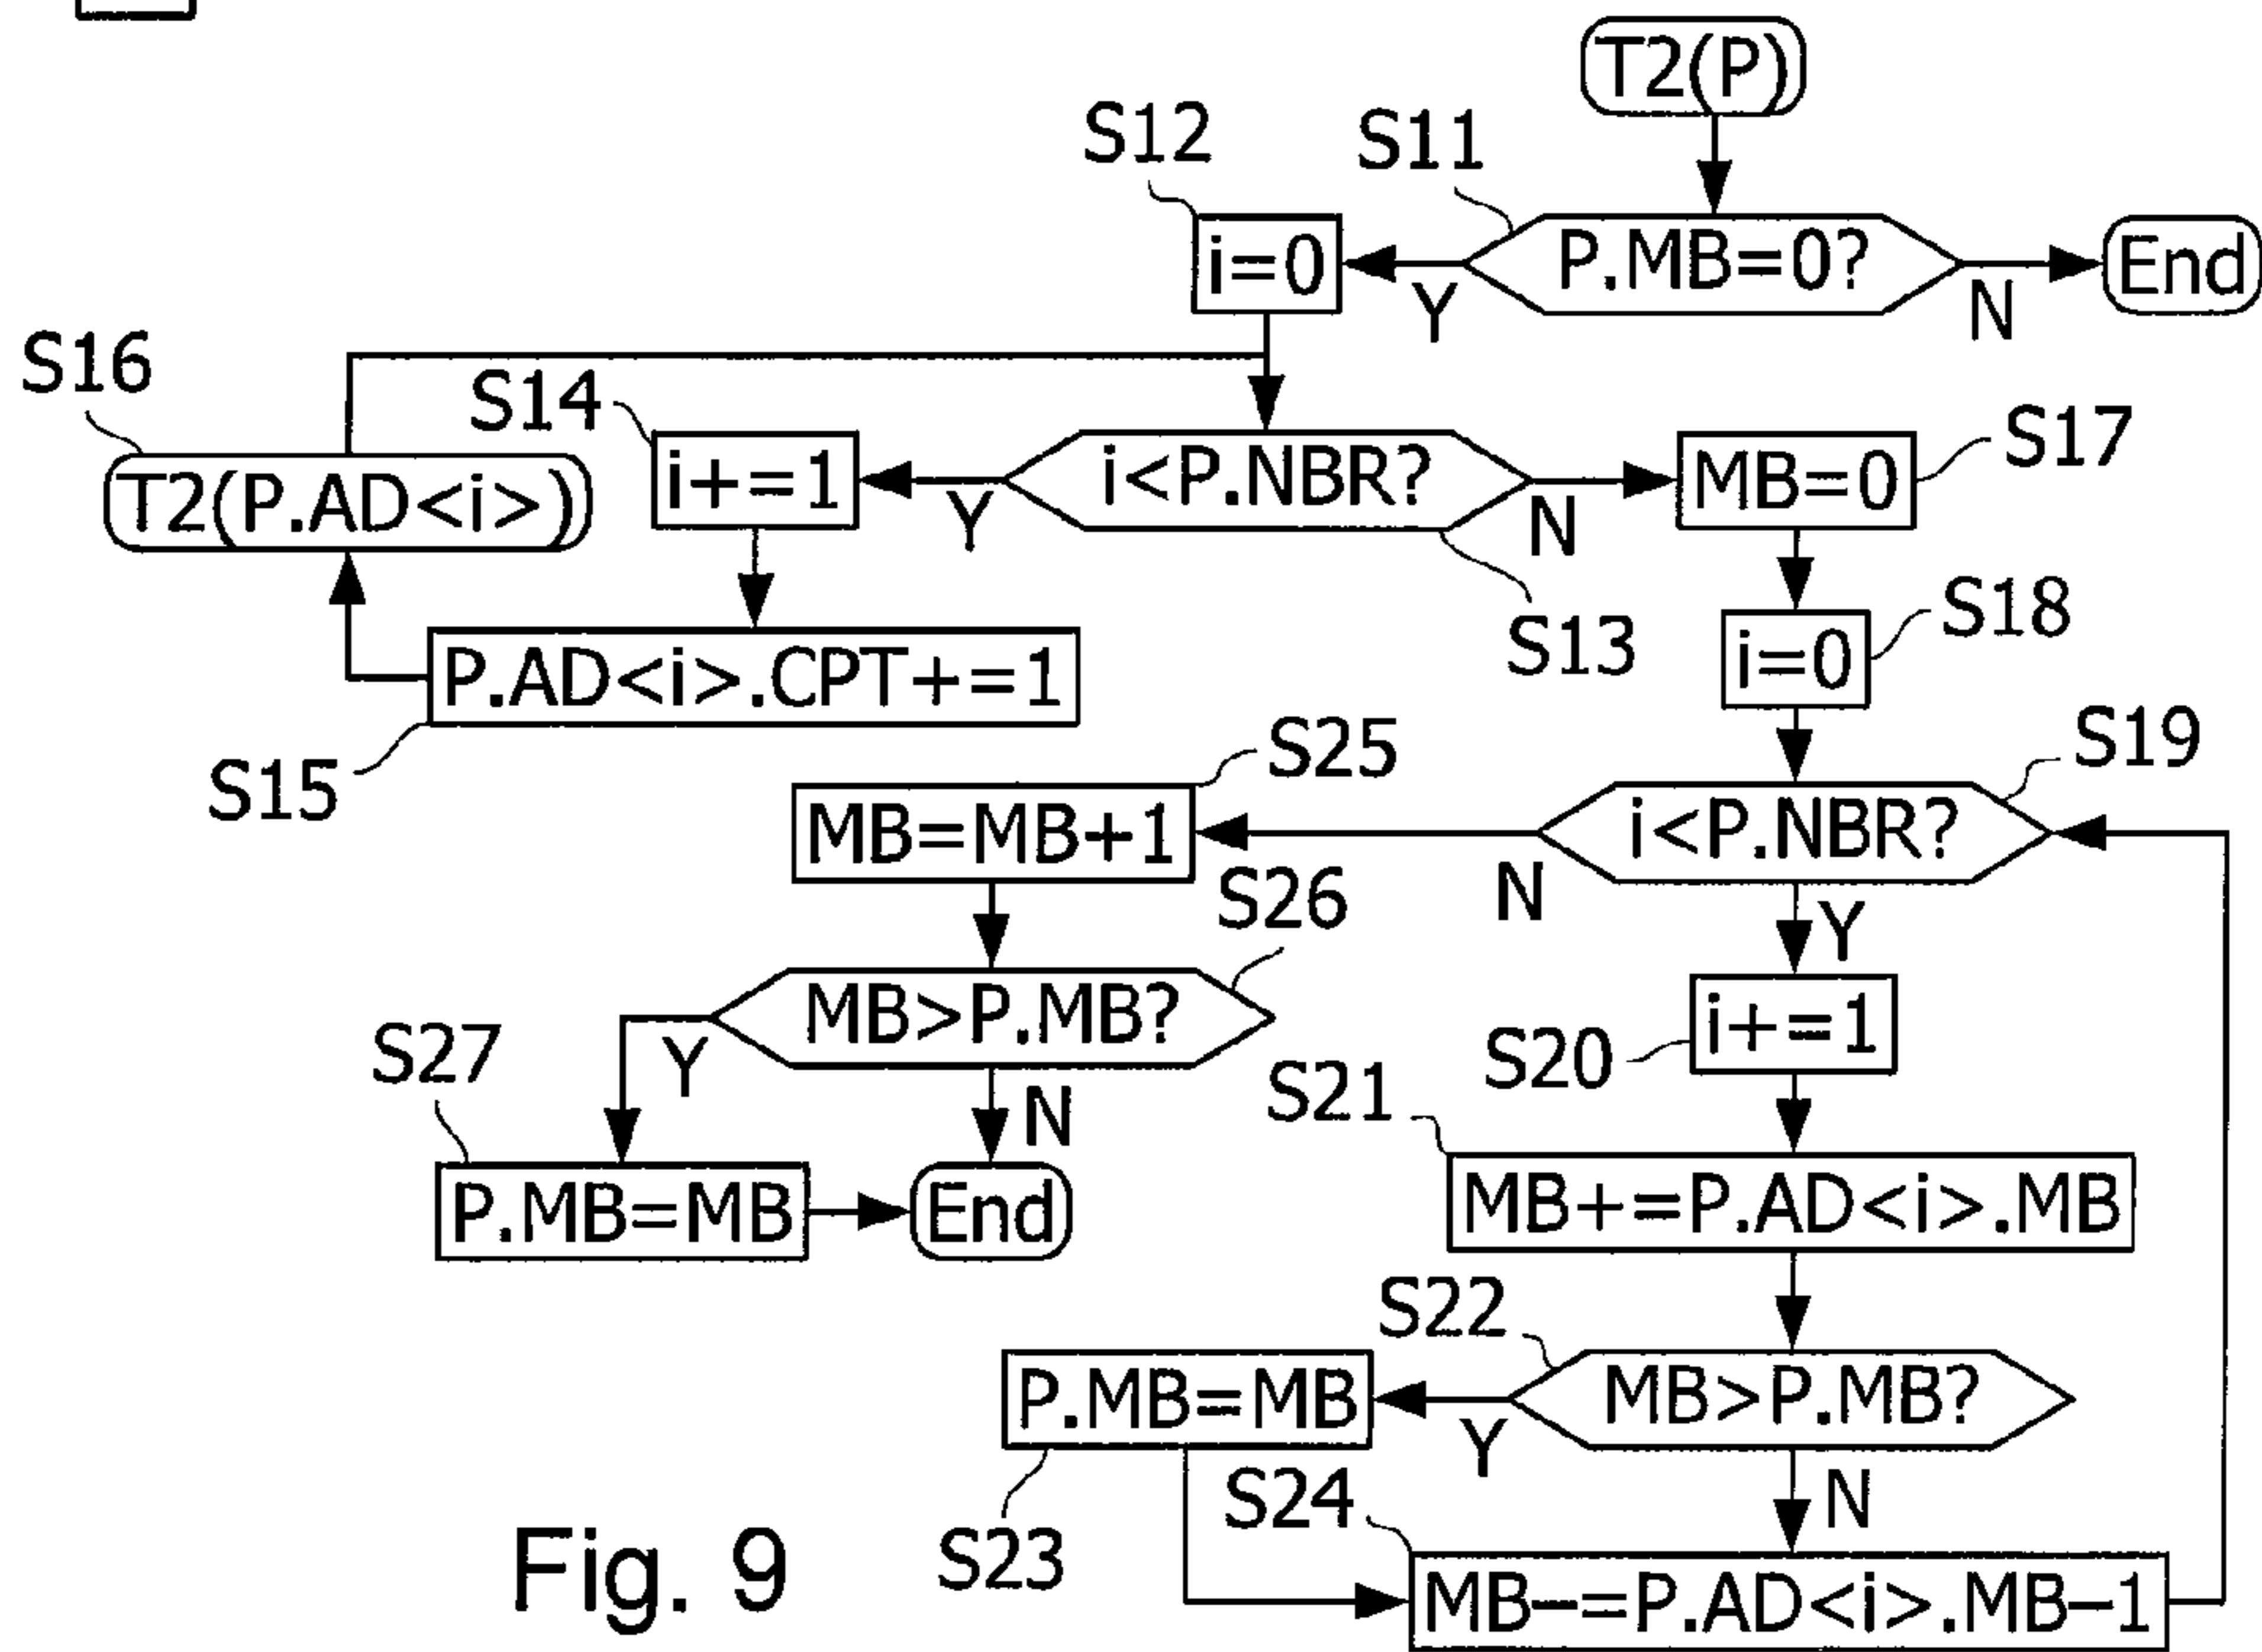 T2(P)
S12
S11
i=0
P.MB=0?
End
Y
N
S16
S14
S17
T2(P.AD<i>)
i+=1
i<P.NBR?
MB=0
Y
N
S13
S18
P.AD<i>.CPT+=1
i=0
S15
S25
S19
MB=MB+1
i<P.NBR?
N
Y
S26
MB>P.MB?
i+=1
S27
Y
N
S20
S21
P.MB=MB
End
MB+=P.AD<i>.MB
S22
P.MB=MB
MB>P.MB?
Y
N
S23
S24
MB−=P.AD<i>.MB−1
Fig. 9